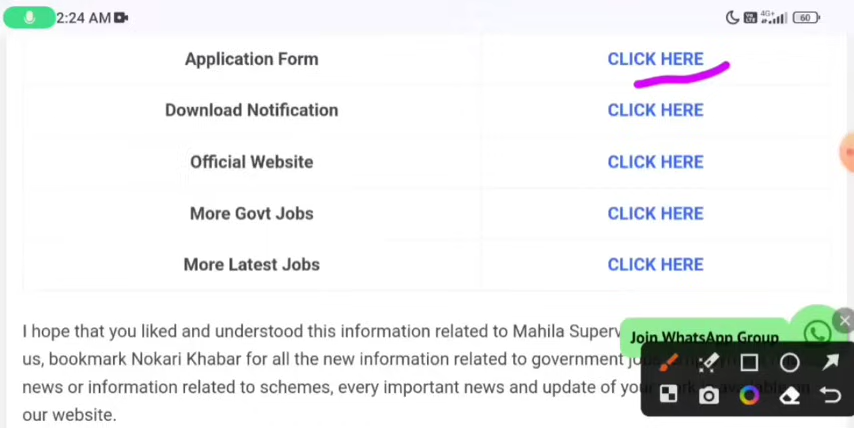 2:24 AM
4G+
60
Application Form CLICK HERE
Download Notification CLICK HERE
Official Website CLICK HERE
More Govt Jobs CLICK HERE
More Latest Jobs CLICK HERE
I hope that you liked and understood this information related to Mahila
Join WhatsApp Group
us, bookmark Nokari Khabar for all the new information related to government
news or information related to schemes, every important news and update of
our website.